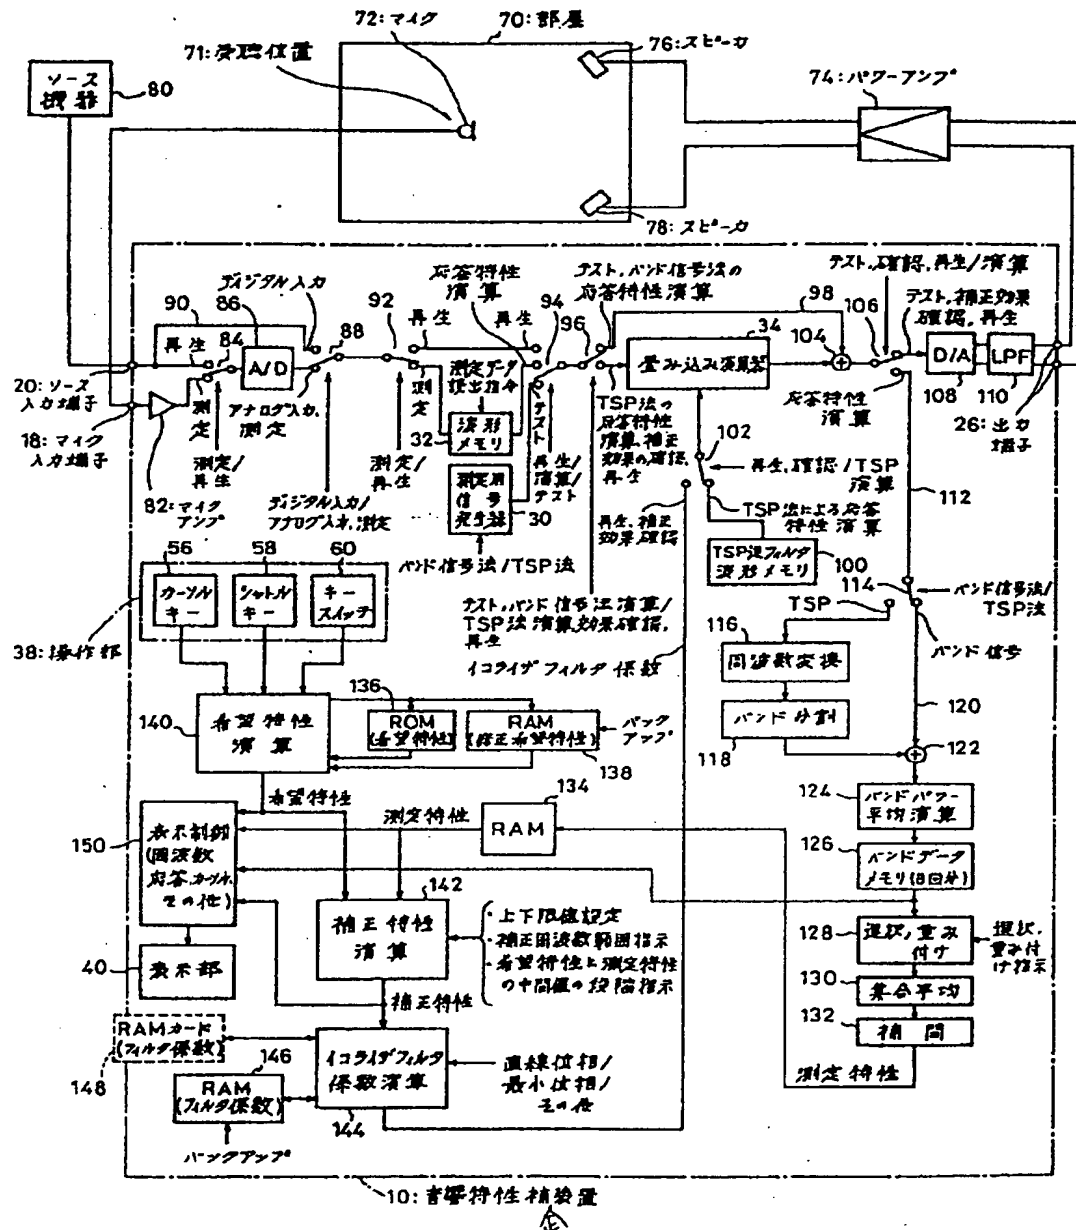 72:マイク
70:部屋
71:受聴位置
76:スピーカ
74:パワーアンプ
ソース
機器
80
78:スピーカ
ディジタル入力
応答特性
演算
テスト,バンド信号法の
応答特性演算
テスト,確認,再生/演算
テスト,補正効果
確認,再生
90
86
92
94
98
106
再生
84
88
再生
再生
96
34
104
A/D
畳み込み演算器
D/A
LPF
20:ソース
入力端子
測定
アナログ入力,
測定
測定
測定データ
読出指令
テスト
TSP法の
応答特性
演算,補正
効果の確認,
再生
応答特性
演算
108
110
18:マイク
入力端子
32
波形
メモリ
26:出力
端子
測定/
再生
測定/
再生
再生/
演算/
テスト
102
再生,確認/TSP
演算
82:マイク
アンプ
ディジタル入力/
アナログ入力,測定
測定用
信号
発生器
30
再生,補正
効果確認
TSP法による応答
特性演算
112
バンド信号法/TSP法
TSP法フィルタ
波形メモリ
100
56
58
60
カーソル
キー
シャトル
キー
キー
スイッチ
テスト,バンド信号法演算/
TSP法演算効果確認,
再生
TSP
114
バンド信号法/
TSP法
38:操作部
イコライザフィルタ係数
116
周波数変換
バンド信号
136
140
希望特性
演算
ROM
(希望特性)
RAM
(修正希望特性)
バック
アップ
138
バンド分割
118
120
122
希望特性
測定特性
134
RAM
124
バンドパワー
平均演算
150
表示制御
(周波数
応答,カーソル,
その他)
126
バンドデータ
メモリ(8回分)
142
補正特性
演算
・上下限値設定
・補正周波数範囲指示
・希望特性と測定特性
の中間値の段階指示
128
選択,重み
付け
選択,
重み付
け指示
40
表示部
130
集合平均
補正特性
132
補間
RAMカード
(フィルタ係数)
148
146
イコライザフィルタ
係数演算
直線位相/
最小位相/
その他
測定特性
RAM
(フィルタ係数)
144
バックアップ
10:音響特性補装置
正